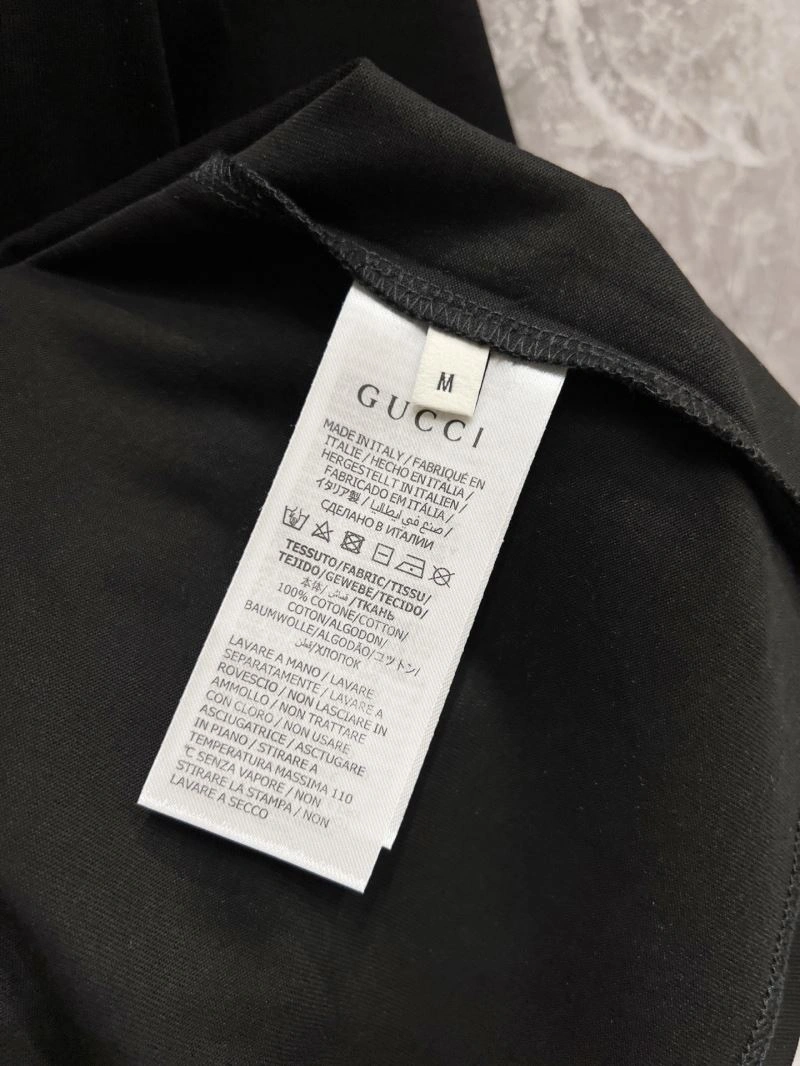 M
GUCCI
MADE IN ITALY / FABRIQUÉ EN
ITALIE / HECHO EN ITALIA /
HERGESTELLT IN ITALIEN /
FABRICADO EM ITÁLIA /
イタリア製 / صنع في ايطاليا /
СДЕЛАНО В ИТАЛИИ
TESSUTO/FABRIC/TISSU/
TEJIDO/GEWEBE/TECIDO/
本体/قماش/ТКАНЬ
100% COTONE/COTTON/
COTON/ALGODON/
BAUMWOLLE/ALGODÃO/コットン/
قطن/ХЛОПОК
LAVARE A MANO / LAVARE
SEPARATAMENTE / LAVARE A
ROVESCIO / NON LASCIARE IN
AMMOLLO / NON TRATTARE
CON CLORO / NON USARE
ASCIUGATRICE / ASCTUGARE
IN PIANO / STIRARE A
TEMPERATURA MASSIMA 110
℃ SENZA VAPORE / NON
STIRARE LA STAMPA / NON
LAVARE A SECCO